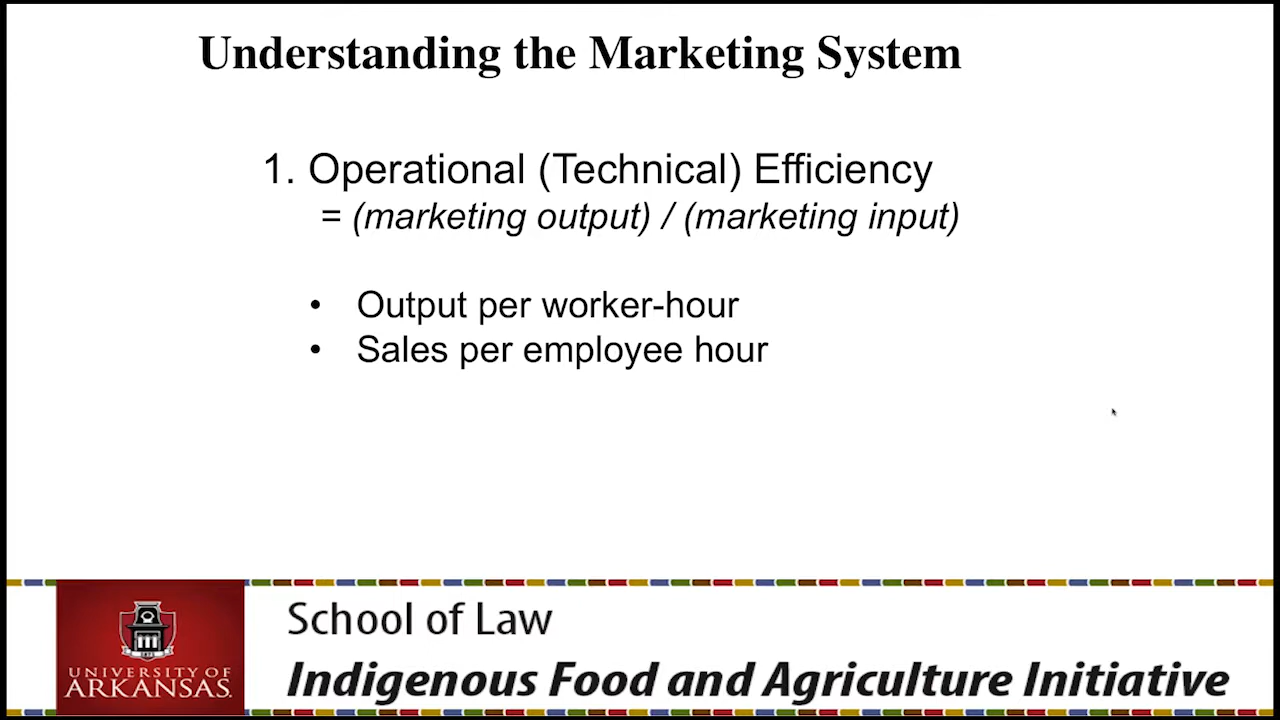 Understanding the Marketing System
1. Operational (Technical) Efficiency
= (marketing output) / (marketing input)
• Output per worker-hour
• Sales per employee hour
School of Law
Indigenous Food and Agriculture Initiative
UNIVERSITY OF
ARKANSAS.